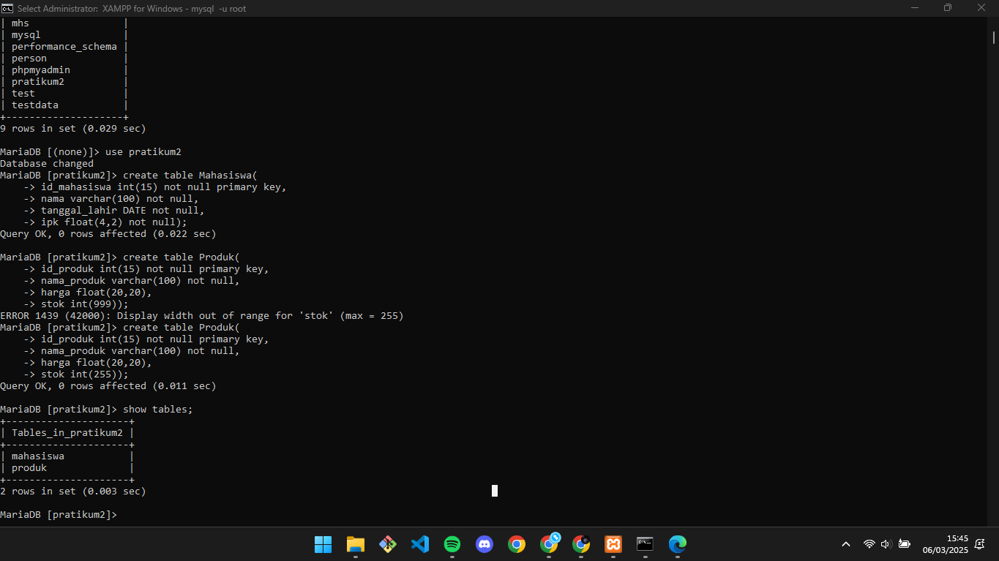 Select Administrator:  XAMPP for Windows - mysql  -u root
| mhs                |
| mysql              |
| performance_schema |
| person             |
| phpmyadmin         |
| pratikum2          |
| test               |
| testdata           |
+--------------------+
9 rows in set (0.029 sec)
MariaDB [(none)]> use pratikum2
Database changed
MariaDB [pratikum2]> create table Mahasiswa(
    -> id_mahasiswa int(15) not null primary key,
    -> nama varchar(100) not null,
    -> tanggal_lahir DATE not null,
    -> ipk float(4,2) not null);
Query OK, 0 rows affected (0.022 sec)
MariaDB [pratikum2]> create table Produk(
    -> id_produk int(15) not null primary key,
    -> nama_produk varchar(100) not null,
    -> harga float(20,20),
    -> stok int(999));
ERROR 1439 (42000): Display width out of range for 'stok' (max = 255)
MariaDB [pratikum2]> create table Produk(
    -> id_produk int(15) not null primary key,
    -> nama_produk varchar(100) not null,
    -> harga float(20,20),
    -> stok int(255));
Query OK, 0 rows affected (0.011 sec)
MariaDB [pratikum2]> show tables;
+---------------------+
| Tables_in_pratikum2 |
+---------------------+
| mahasiswa           |
| produk              |
+---------------------+
2 rows in set (0.003 sec)
MariaDB [pratikum2]>
15:45
06/03/2025